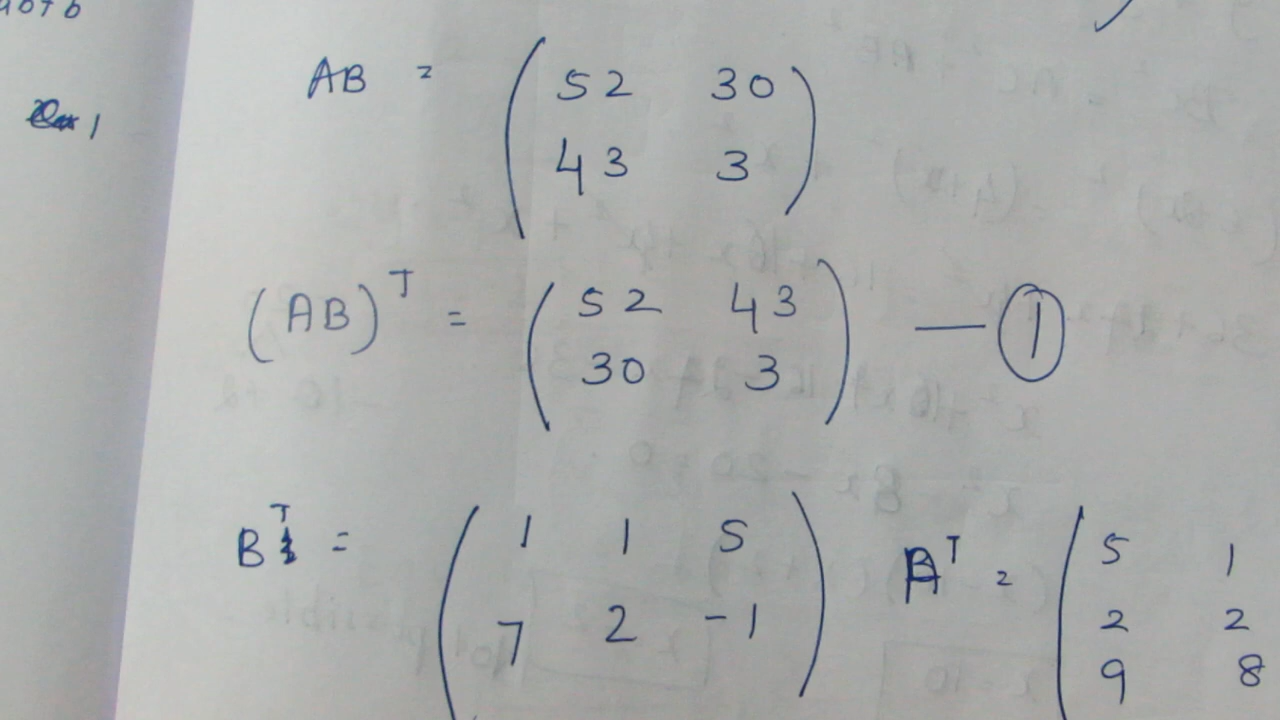 AB = ( 52 30
43 3 )
(AB)^T = ( 52 43
30 3 ) — ①
B^T = ( 1 1 5
7 2 -1 )
A^T = ( 5 1
2 2
9 8